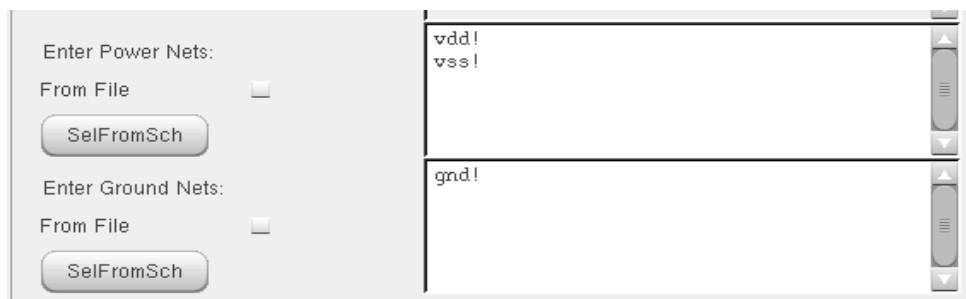 Enter Power Nets:
vdd!
vss!
From File
SelFromSch
Enter Ground Nets:
gnd!
From File
SelFromSch